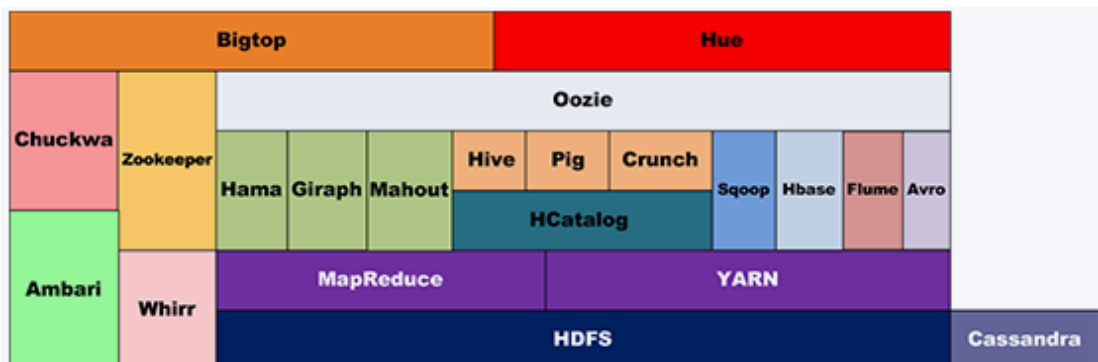 Bigtop
Hue
Oozie
Chuckwa
Zookeeper
Hama
Giraph
Mahout
Hive
Pig
Crunch
HCatalog
Sqoop
Hbase
Flume
Avro
Ambari
Whirr
MapReduce
YARN
HDFS
Cassandra